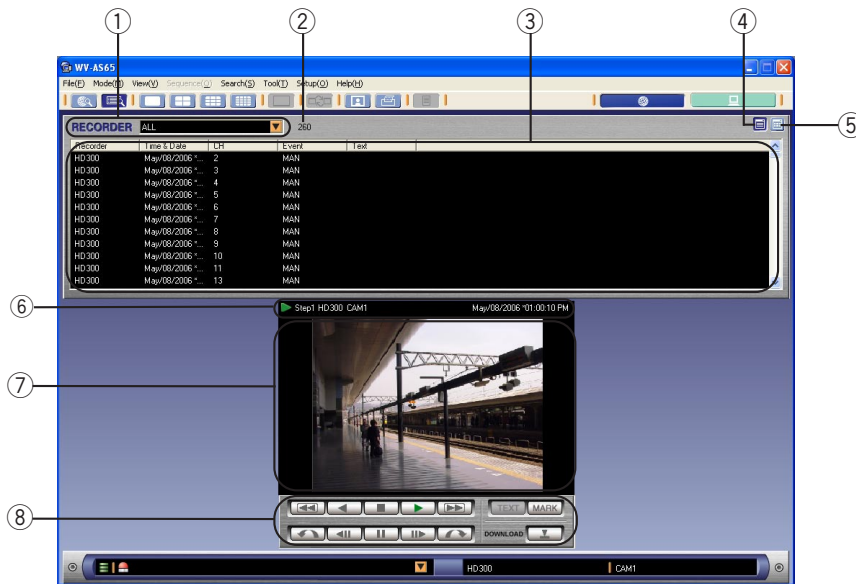 ① ② ③ ④
WV-AS65
File(F) Mode(M) View(V) Sequence(Q) Search(S) Tool(T) Setup(O) Help(H)
RECORDER ALL 260
⑤
Recorder Time & Date CH Event Text
HD300 May/08/2006 *... 2 MAN
HD300 May/08/2006 *... 3 MAN
HD300 May/08/2006 *... 4 MAN
HD300 May/08/2006 *... 5 MAN
HD300 May/08/2006 *... 6 MAN
HD300 May/08/2006 *... 7 MAN
HD300 May/08/2006 *... 8 MAN
HD300 May/08/2006 *... 9 MAN
HD300 May/08/2006 *... 10 MAN
HD300 May/08/2006 *... 11 MAN
HD300 May/08/2006 *... 13 MAN
⑥
Step1 HD300 CAM1 May/08/2006 *01:00:10 PM
⑦
⑧
TEXT MARK
DOWNLOAD
HD300 CAM1